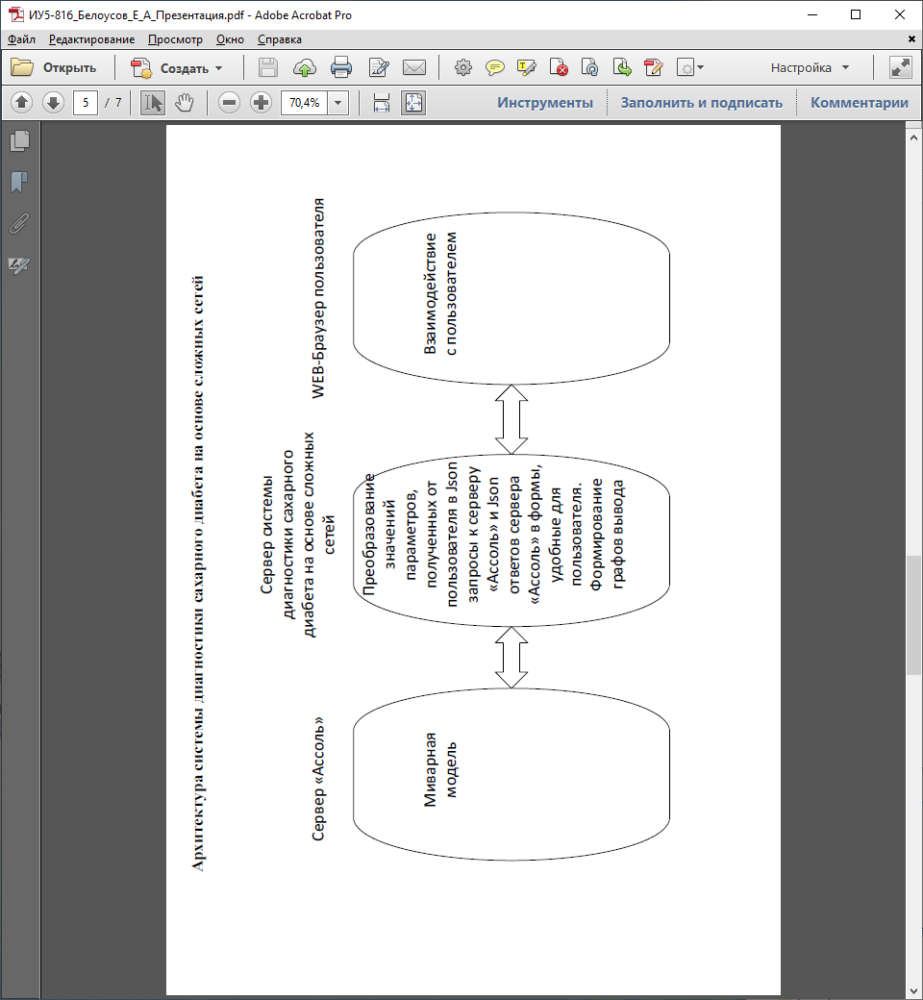 ИУ5-816_Белоусов_Е_А_Презентация.pdf - Adobe Acrobat Pro
Файл Редактирование Просмотр Окно Справка
Открыть Создать Настройка
5 / 7 70,4% Инструменты Заполнить и подписать Комментарии
Архитектура системы диагностики сахарного диабета на основе сложных сетей
Сервер «Ассоль»
Миварная
модель
Сервер системы
диагностики сахарного
диабета на основе сложных
сетей
Преобразование
значений
параметров,
полученных от
пользователя в Json
запросы к серверу
«Ассоль» и Json
ответов сервера
«Ассоль» в формы,
удобные для
пользователя.
Формирование
графов вывода
WEB-Браузер пользователя
Взаимодействие
с пользователем